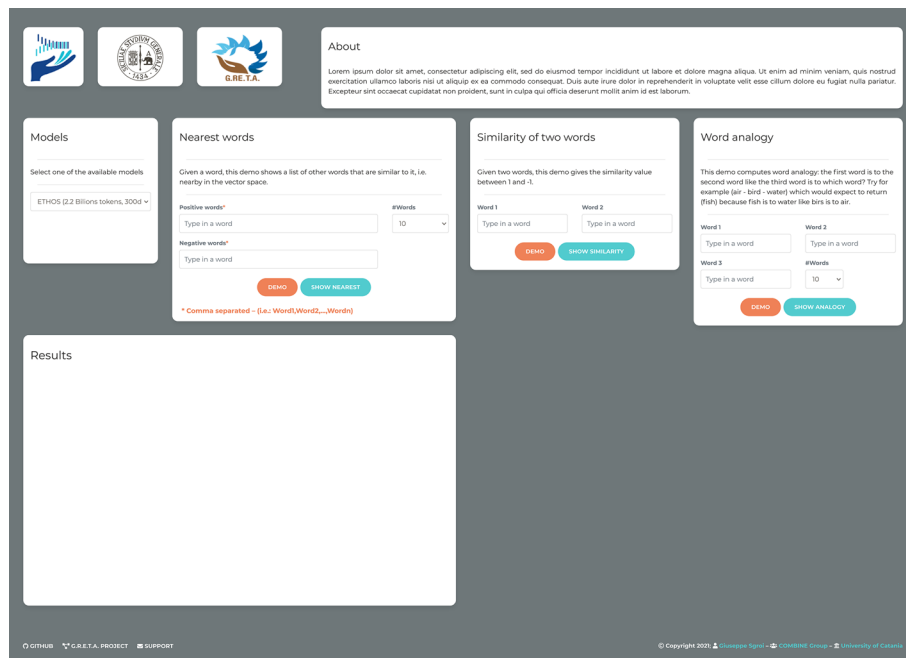 SICILIAE STVDIVM GENERALE
1434
G.RE.T.A.
About
Lorem ipsum dolor sit amet, consectetur adipiscing elit, sed do eiusmod tempor incididunt ut labore et dolore magna aliqua. Ut enim ad minim veniam, quis nostrud
exercitation ullamco laboris nisi ut aliquip ex ea commodo consequat. Duis aute irure dolor in reprehenderit in voluptate velit esse cillum dolore eu fugiat nulla pariatur.
Excepteur sint occaecat cupidatat non proident, sunt in culpa qui officia deserunt mollit anim id est laborum.
Models
Select one of the available models
ETHOS (2.2 Bilions tokens, 300d
Nearest words
Given a word, this demo shows a list of other words that are similar to it, i.e.
nearby in the vector space.
Positive words* #Words
Type in a word 10
Negative words*
Type in a word
DEMO SHOW NEAREST
* Comma separated – (i.e.: Word1,Word2,...,Wordn)
Similarity of two words
Given two words, this demo gives the similarity value
between 1 and -1.
Word 1 Word 2
Type in a word Type in a word
DEMO SHOW SIMILARITY
Word analogy
This demo computes word analogy: the first word is to the
second word like the third word is to which word? Try for
example (air - bird - water) which would expect to return
(fish) because fish is to water like birs is to air.
Word 1 Word 2
Type in a word Type in a word
Word 3 #Words
Type in a word 10
DEMO SHOW ANALOGY
Results
GITHUB G.R.E.T.A. PROJECT SUPPORT
© Copyright 2021: Giuseppe Sgroi – COMBINE Group – University of Catania